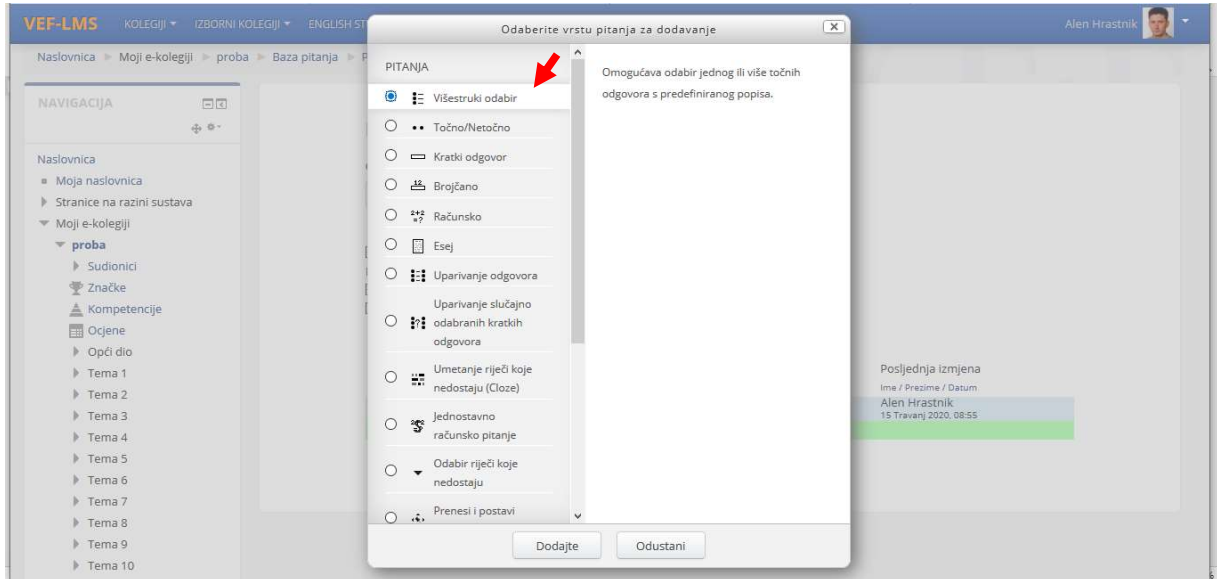 VEF-LMS KOLEGIJI IZBORNI KOLEGIJI ENGLISH ST
Alen Hrastnik
Naslovnica Moji e-kolegiji proba Baza pitanja P
NAVIGACIJA
Naslovnica
Moja naslovnica
Stranice na razini sustava
Moji e-kolegiji
proba
Sudionici
Značke
Kompetencije
Ocjene
Opći dio
Tema 1
Tema 2
Tema 3
Tema 4
Tema 5
Tema 6
Tema 7
Tema 8
Tema 9
Tema 10
Odaberite vrstu pitanja za dodavanje
PITANJA
Višestruki odabir
Točno/Netočno
Kratki odgovor
Brojčano
Računsko
Esej
Uparivanje odgovora
Uparivanje slučajno
odabranih kratkih
odgovora
Umetanje riječi koje
nedostaju (Cloze)
Jednostavno
računsko pitanje
Odabir riječi koje
nedostaju
Prenesi i postavi
Omogućava odabir jednog ili više točnih
odgovora s predefiniranog popisa.
Dodajte
Odustani
Posljednja izmjena
Ime / Prezime / Datum
Alen Hrastnik
15 Travanj 2020, 08:55